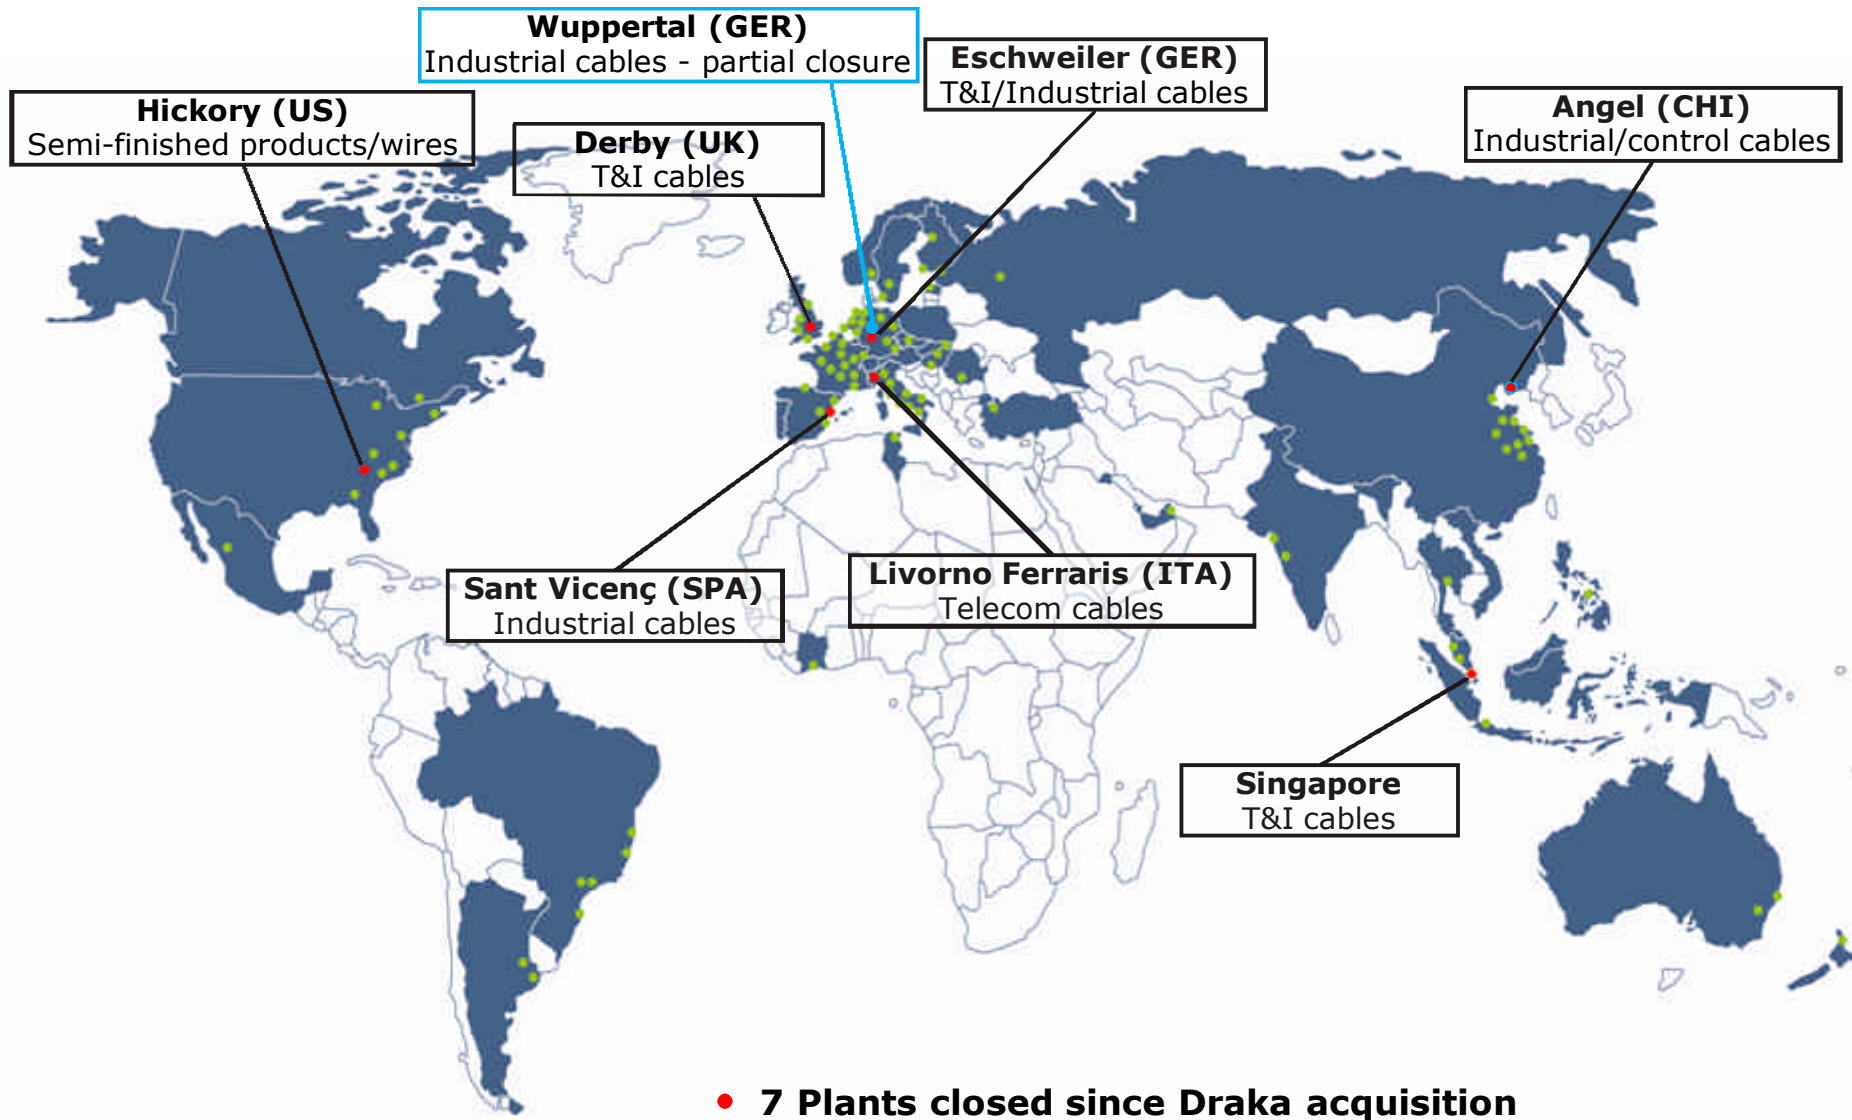 Wuppertal (GER)
Industrial cables - partial closure
Eschweiler (GER)
T&I/Industrial cables
Hickory (US)
Semi-finished products/wires
Derby (UK)
T&I cables
Angel (CHI)
Industrial/control cables
Sant Vicenç (SPA)
Industrial cables
Livorno Ferraris (ITA)
Telecom cables
Singapore
T&I cables
7 Plants closed since Draka acquisition